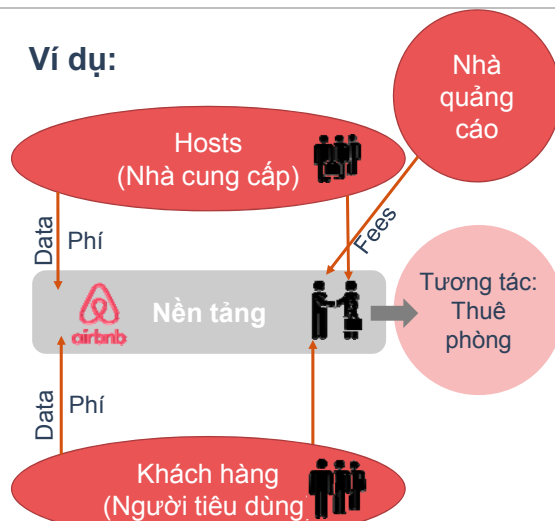 Ví dụ:
Nhà
quảng
cáo
Hosts
(Nhà cung cấp)
Data
Phí
Fees
airbnb
Nền tảng
Tương tác:
Thuê
phòng
Data
Phí
Khách hàng
(Người tiêu dùng)